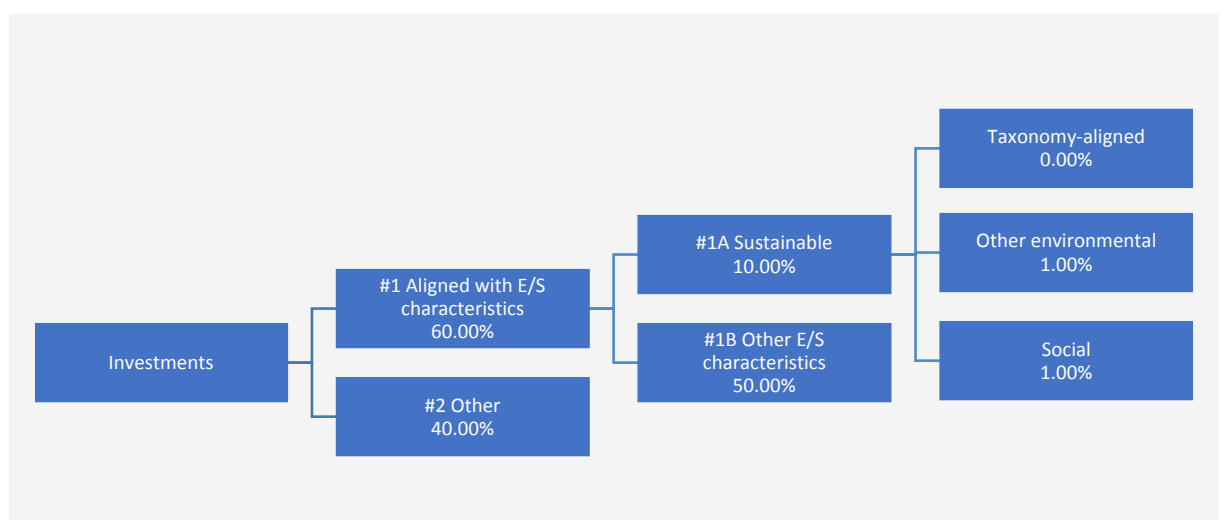 Investments
#1 Aligned with E/S
characteristics
60.00%
#2 Other
40.00%
#1A Sustainable
10.00%
#1B Other E/S
characteristics
50.00%
Taxonomy-aligned
0.00%
Other environmental
1.00%
Social
1.00%